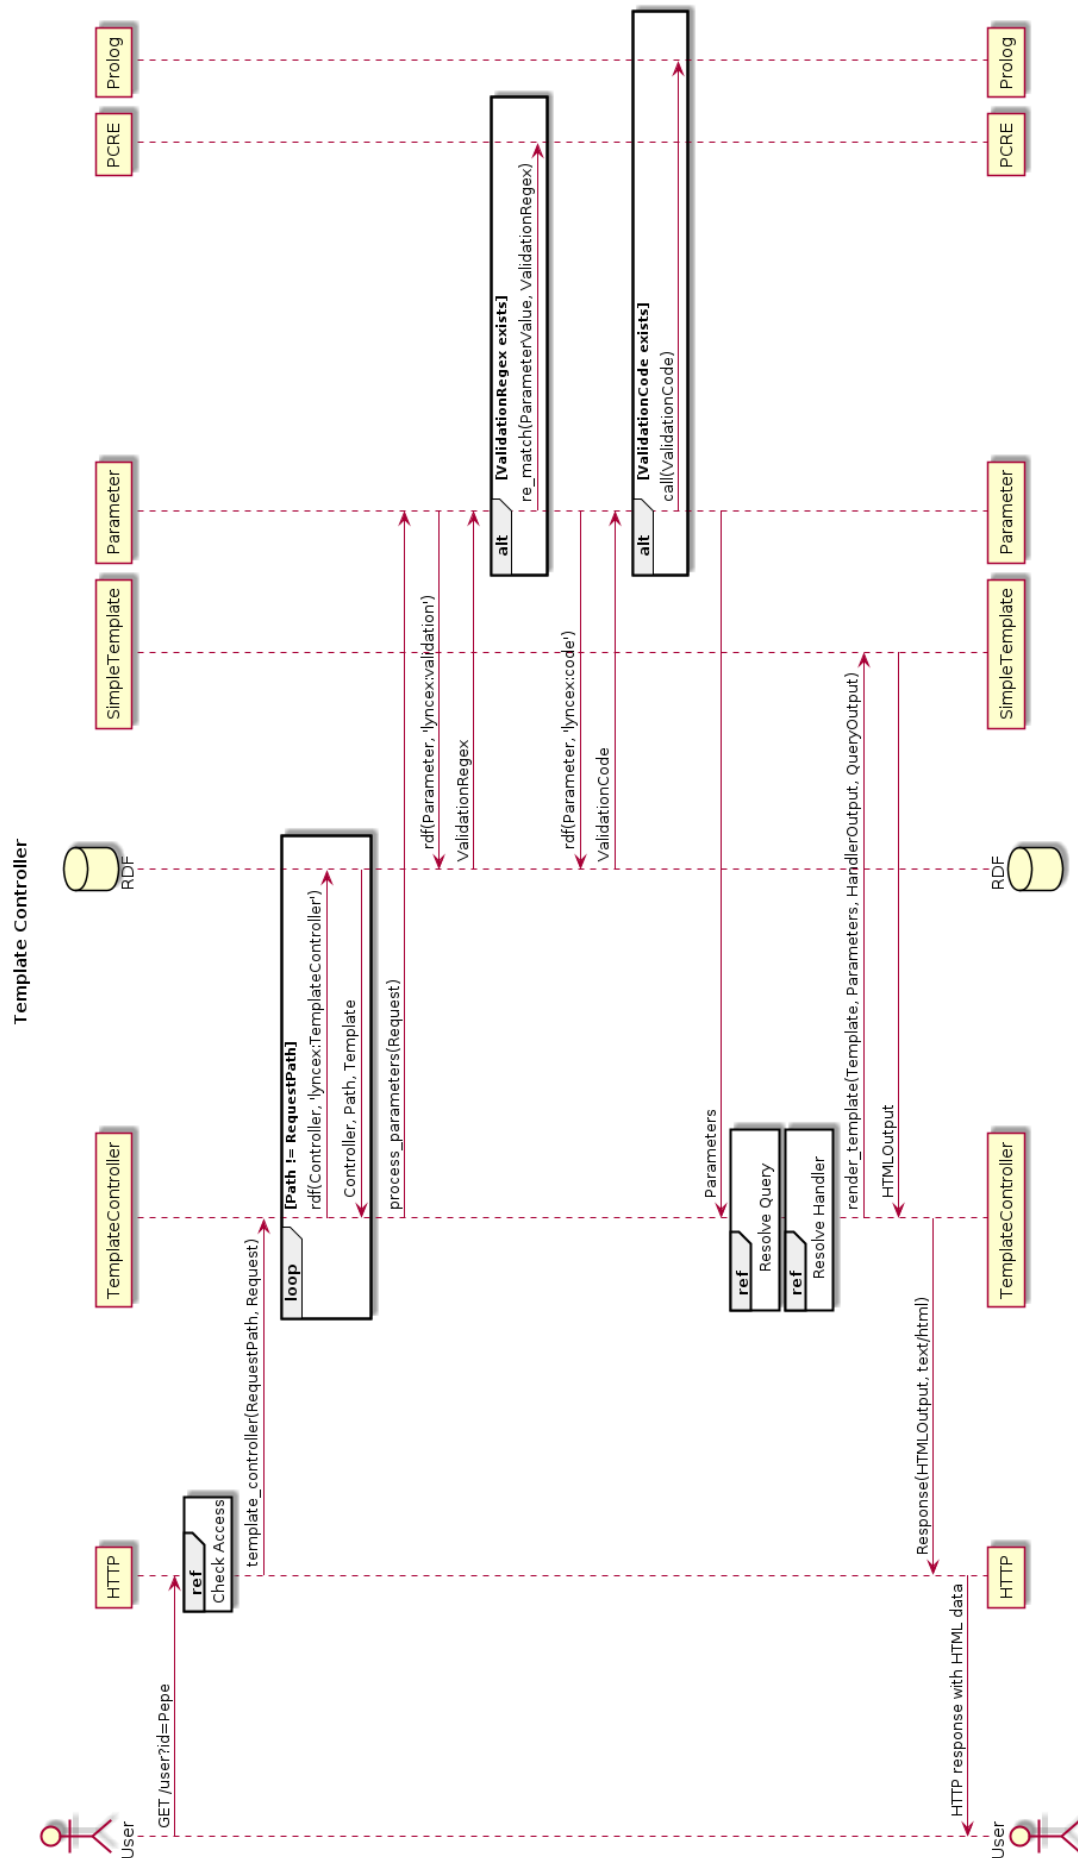 Template Controller
User
HTTP
TemplateController
RDF
SimpleTemplate
Parameter
PCRE
Prolog
GET /user?id=Pepe
ref
Check Access
template_controller(RequestPath, Request)
loop
[Path != RequestPath]
rdf(Controller, 'lyncex:TemplateController')
Controller, Path, Template
process_parameters(Request)
rdf(Parameter, 'lyncex:validation')
ValidationRegex
alt
[ValidationRegex exists]
re_match(ParameterValue, ValidationRegex)
rdf(Parameter, 'lyncex:code')
ValidationCode
alt
[ValidationCode exists]
call(ValidationCode)
Parameters
ref
Resolve Query
ref
Resolve Handler
render_template(Template, Parameters, HandlerOutput, QueryOutput)
HTMLOutput
Response(HTMLOutput, text/html)
HTTP response with HTML data
User
HTTP
TemplateController
RDF
SimpleTemplate
Parameter
PCRE
Prolog